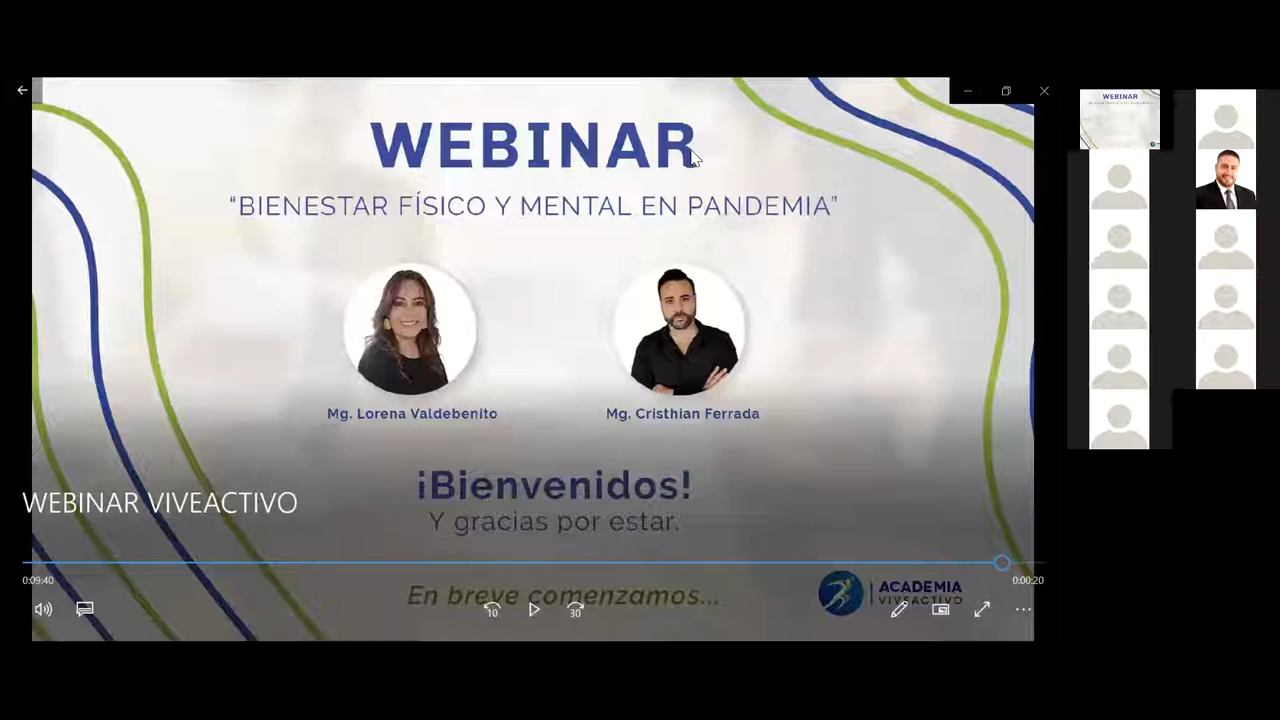 WEBINAR
“BIENESTAR FÍSICO Y MENTAL EN PANDEMIA”
Mg. Lorena Valdebenito
Mg. Cristhian Ferrada
¡Bienvenidos!
Y gracias por estar.
WEBINAR VIVEACTIVO
0:09:40
0:00:20
En breve comenzamos...
ACADEMIA
VIVEACTIVO
10
30
WEBINAR